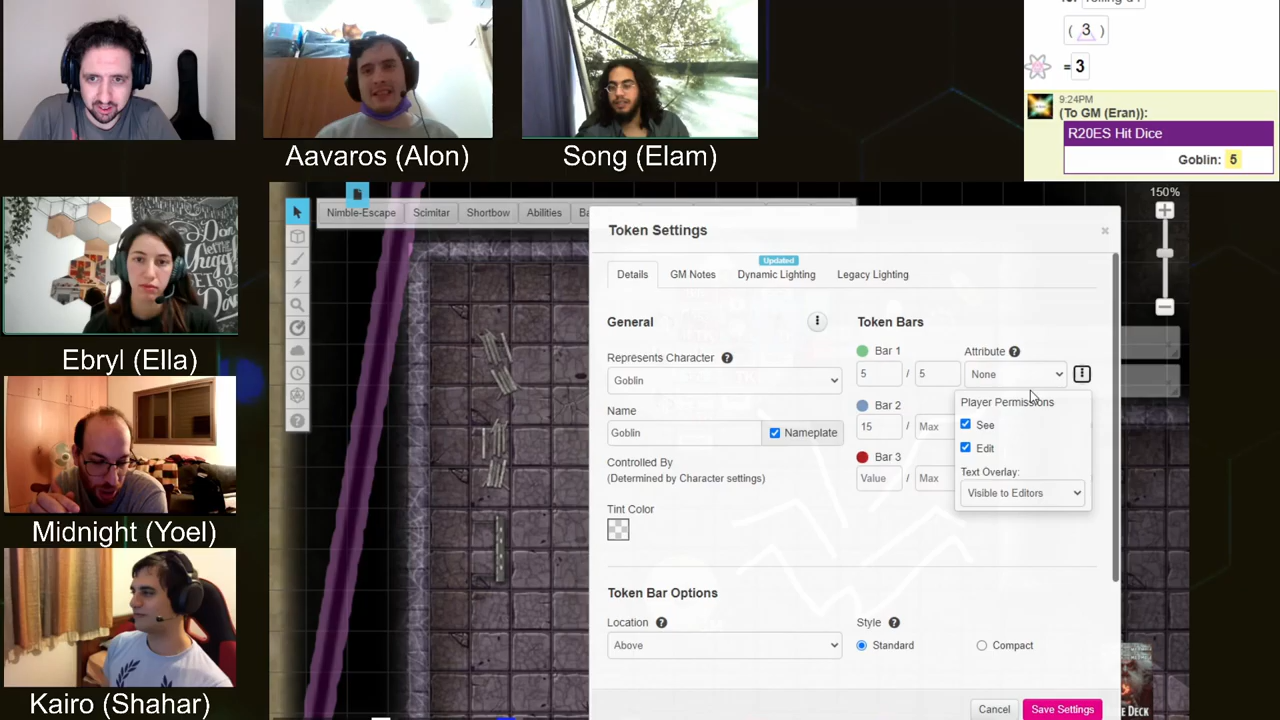 Aavaros (Alon)
Song (Elam)
Ebryl (Ella)
Midnight (Yoel)
Kairo (Shahar)
( 3 )
= 3
9:24PM
(To GM (Eran)):
R20ES Hit Dice
Goblin: 5
150%
Nimble-Escape Scimitar Shortbow Abilities
Token Settings
Updated
Details GM Notes Dynamic Lighting Legacy Lighting
General
Represents Character
Goblin
Name
Goblin
Nameplate
Controlled By
(Determined by Character settings)
Tint Color
Token Bars
Bar 1
Attribute
5 / 5
None
Bar 2
15
Max
Bar 3
Value / Max
Player Permissions
See
Edit
Text Overlay:
Visible to Editors
Token Bar Options
Location
Above
Style
Standard
Compact
Cancel
Save Settings
DECK